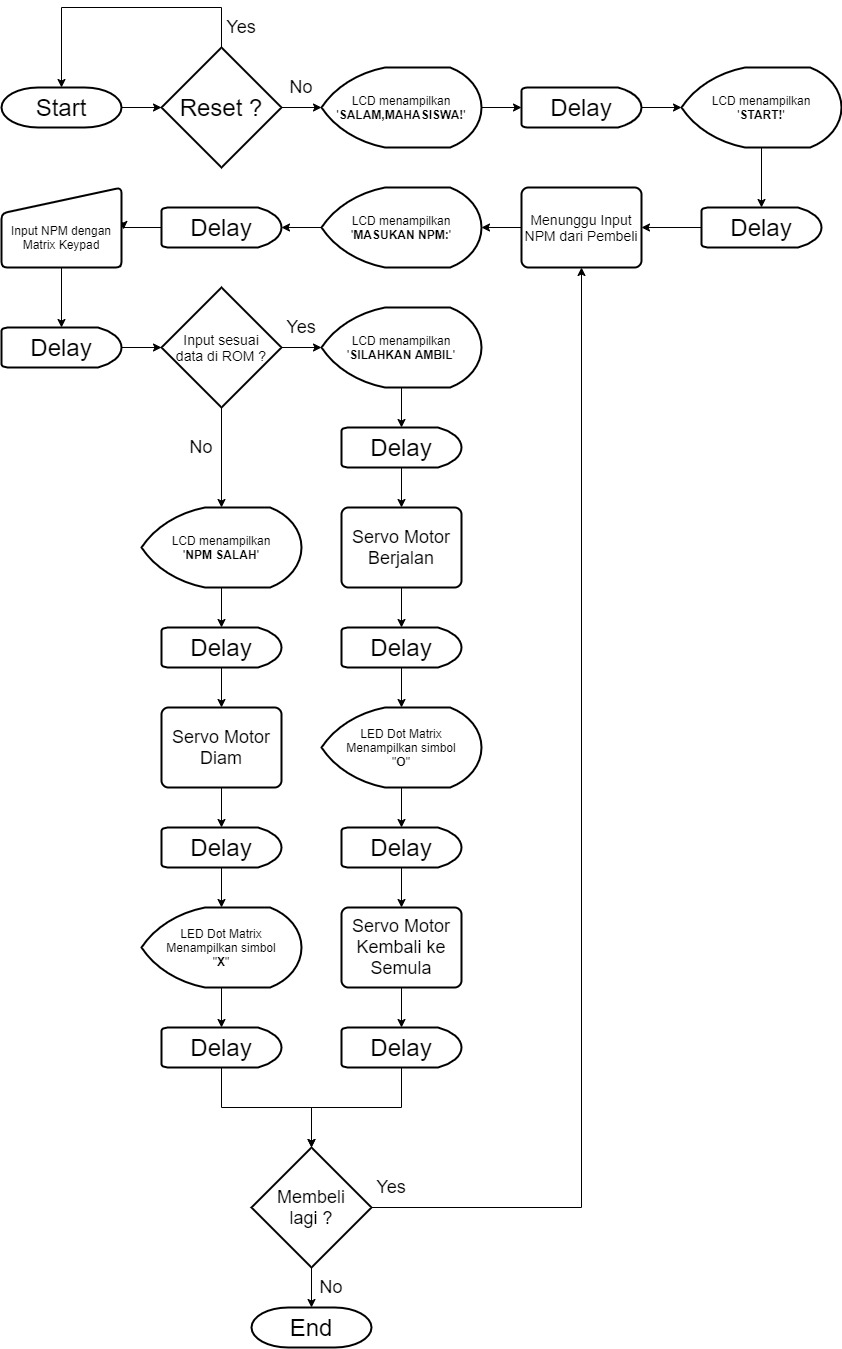 Yes
Start
Reset ?
No
LCD menampilkan
'SALAM,MAHASISWA!'
Delay
LCD menampilkan
'START!'
Delay
Menunggu Input
NPM dari Pembeli
LCD menampilkan
'MASUKAN NPM:'
Delay
Input NPM dengan
Matrix Keypad
Delay
Input sesuai
data di ROM ?
Yes
LCD menampilkan
'SILAHKAN AMBIL'
Delay
Servo Motor
Berjalan
Delay
LED Dot Matrix
Menampilkan simbol
"O"
Delay
Servo Motor
Kembali ke
Semula
Delay
No
LCD menampilkan
'NPM SALAH'
Delay
Servo Motor
Diam
Delay
LED Dot Matrix
Menampilkan simbol
"X"
Delay
Membeli
lagi ?
Yes
No
End